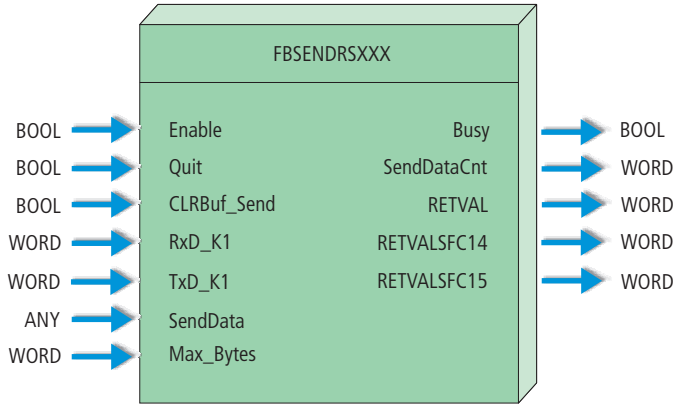 FBSENDRSXXX
BOOL Enable Busy BOOL
BOOL Quit SendDataCnt WORD
BOOL CLRBuf_Send RETVAL WORD
WORD RxD_K1 RETVALSFC14 WORD
WORD TxD_K1 RETVALSFC15 WORD
ANY SendData
WORD Max_Bytes